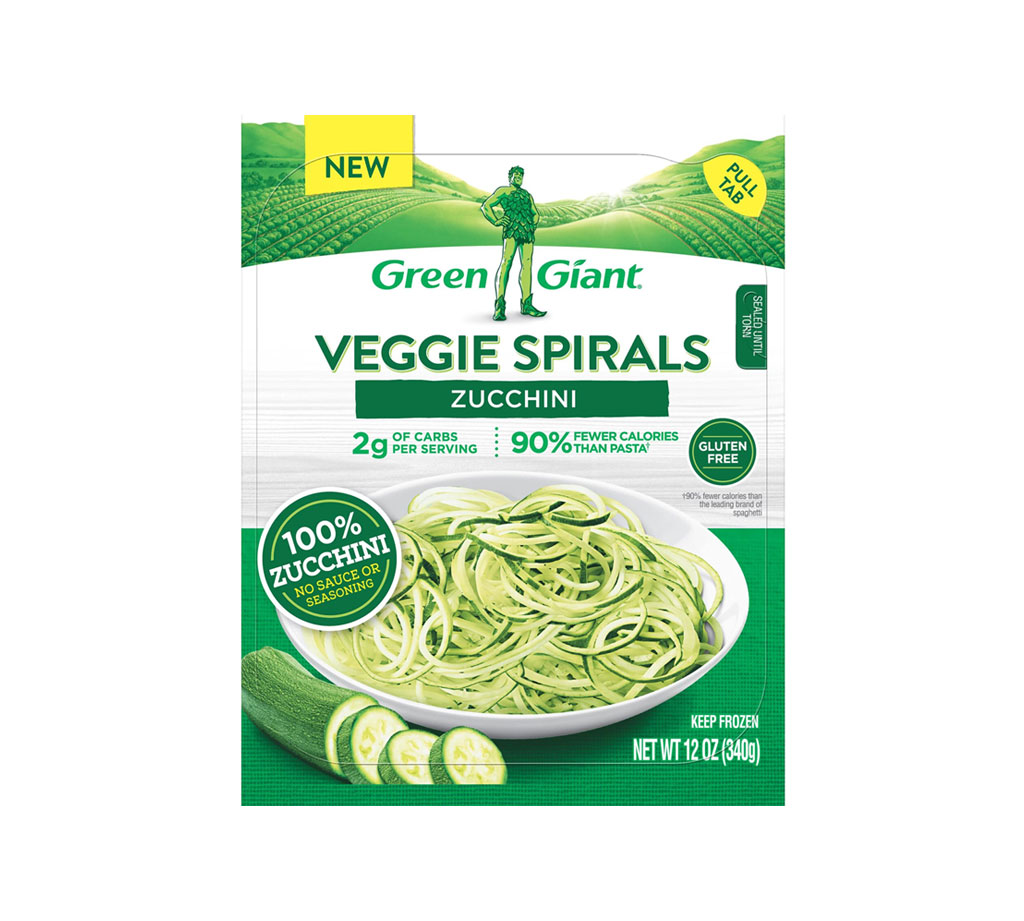 NEW
PULL
TAB
Green Giant®
SEALED UNTIL
TORN
VEGGIE SPIRALS
ZUCCHINI
2g OF CARBS
PER SERVING
90% FEWER CALORIES
THAN PASTA†
GLUTEN
FREE
†90% fewer calories than
the leading brand of
spaghetti
100%
ZUCCHINI
NO SAUCE OR
SEASONING
KEEP FROZEN
NET WT 12 OZ (340g)